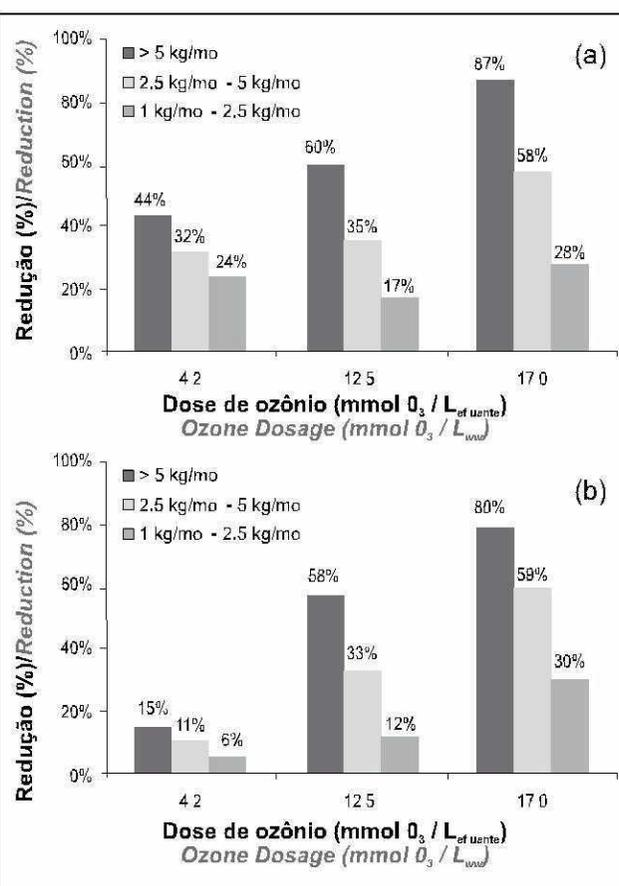 (a)
> 5 kg/mo
2.5 kg/mo - 5 kg/mo
1 kg/mo - 2.5 kg/mo
Redução (%)/Reduction (%)
100%
80%
60%
40%
20%
0%
44%
32%
24%
60%
35%
17%
87%
58%
28%
4 2
12 5
17 0
Dose de ozônio (mmol 0₃ / Lef uante)
Ozone Dosage (mmol 0₃ / Lww)
(b)
> 5 kg/mo
2.5 kg/mo - 5 kg/mo
1 kg/mo - 2.5 kg/mo
Redução (%)/Reduction (%)
100%
80%
60%
40%
20%
0%
15%
11%
6%
58%
33%
12%
80%
59%
30%
4 2
12 5
17 0
Dose de ozônio (mmol 0₃ / Lef uante)
Ozone Dosage (mmol 0₃ / Lww)